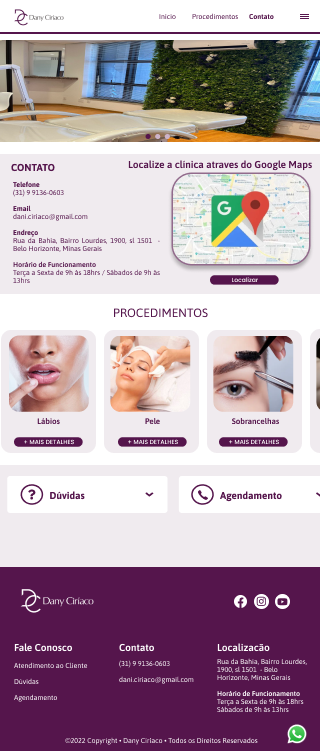 Dany Ciríaco
Início Procedimentos Contato
CONTATO
Localize a clinica atraves do Google Maps
Telefone
(31) 9 9136-0603
Email
dani.ciriaco@gmail.com
Endreço
Rua da Bahia, Bairro Lourdes, 1900, sl 1501 -
Belo Horizonte, Minas Gerais
Horário de Funcionamento
Terça a Sexta de 9h às 18hrs / Sábados de 9h às
13hrs
G
Localizar
PROCEDIMENTOS
Lábios
+ MAIS DETALHES
Pele
+ MAIS DETALHES
Sobrancelhas
+ MAIS DETALHES
? Dúvidas
Agendamento
Dany Ciríaco
Fale Conosco
Atendimento ao Cliente
Dúvidas
Agendamento
Contato
(31) 9 9136-0603
dani.ciriaco@gmail.com
Localizacão
Rua da Bahia, Bairro Lourdes,
1900, sl 1501 - Belo
Horizonte, Minas Gerais
Horário de Funcionamento
Terça a Sexta de 9h às 18hrs
Sábados de 9h às 13hrs
©2022 Copyright • Dany Ciríaco • Todos os Direitos Reservados